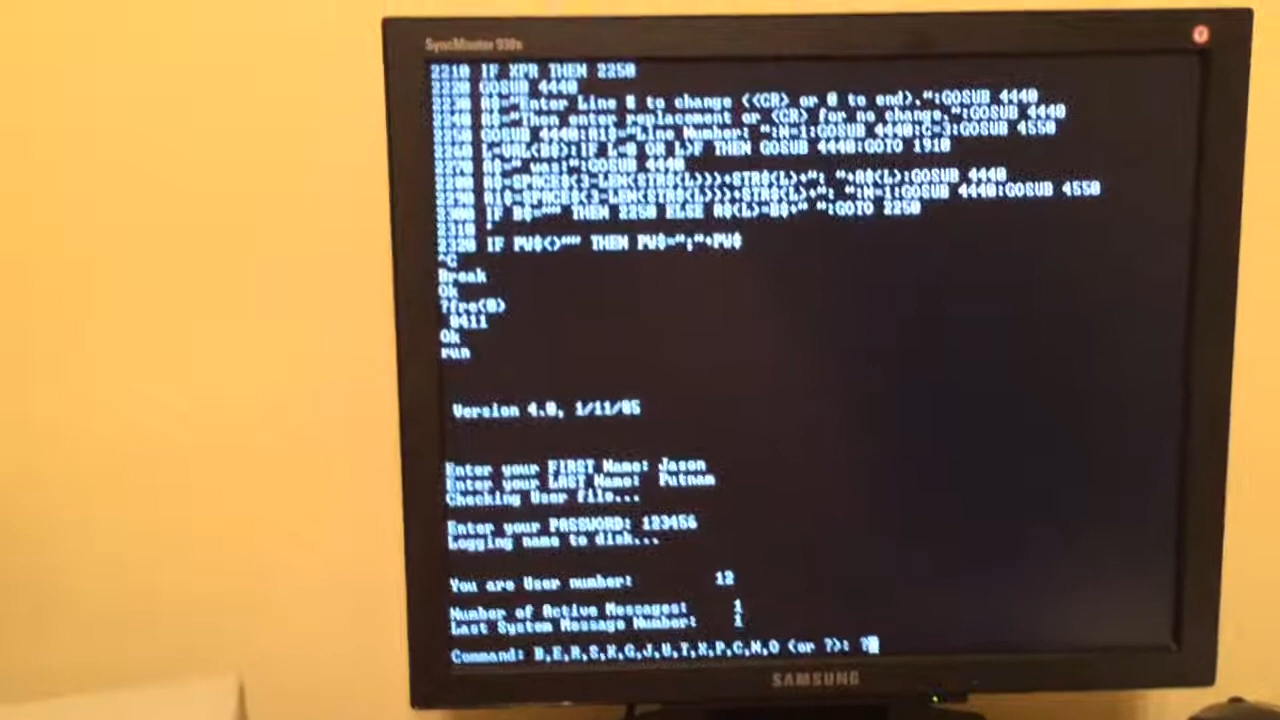 SyncMaster 930B
2210 IF XPR THEN 2250
2220 GOSUB 4440
2230 A$="Enter Line # to change (<CR> or 0 to end).":GOSUB 4440
2240 A$="Then enter replacement or <CR> for no change.":GOSUB 4440
2250 GOSUB 4440:A1$="Line Number: ":N=1:GOSUB 4440:C=3:GOSUB 4550
2260 L=VAL(B$):IF L=0 OR L>F THEN GOSUB 4440:GOTO 1910
2270 A$=" was:":GOSUB 4440
2280 A$=SPACE$(3-LEN(STR$(L)))+STR$(L)+": "+A$(L):GOSUB 4440
2290 A1$=SPACE$(3-LEN(STR$(L)))+STR$(L)+": ":N=1:GOSUB 4440:GOSUB 4550
2300 IF B$="" THEN 2250 ELSE A$(L)=B$+" ":GOTO 2250
2310 '
2320 IF PW$<>"" THEN PW$=";"+PW$
^C
Break
Ok
?fre(0)
8411
Ok
run
Version 4.0, 1/11/85
Enter your FIRST Name: Jason
Enter your LAST Name: Putnam
Checking User file...
Enter your PASSWORD: 123456
Logging name to disk...
You are User number: 12
Number of Active Messages: 1
Last System Message Number: 1
Command: B,E,R,S,K,G,J,U,T,X,P,C,N,O (or ?): ?
SAMSUNG